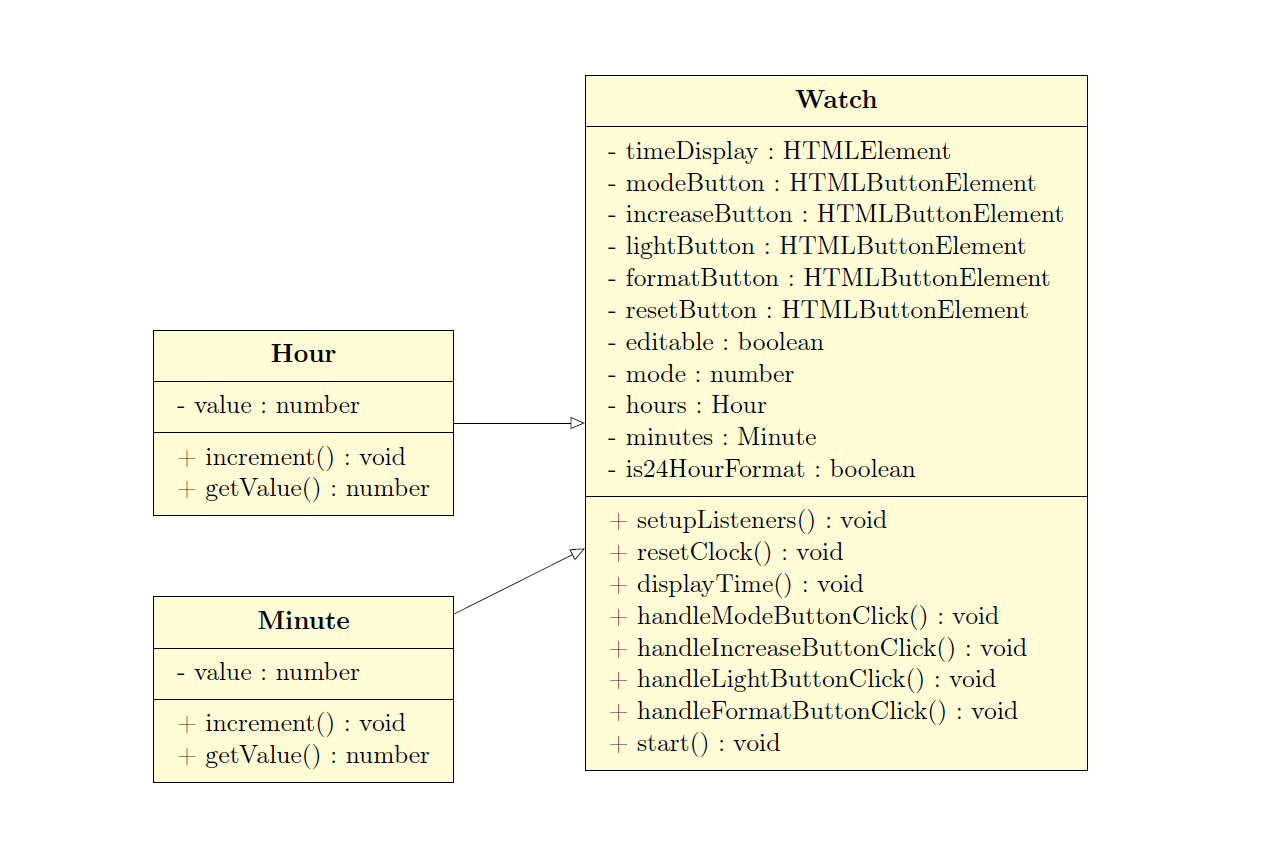 Watch
- timeDisplay : HTMLElement
- modeButton : HTMLButtonElement
- increaseButton : HTMLButtonElement
- lightButton : HTMLButtonElement
- formatButton : HTMLButtonElement
- resetButton : HTMLButtonElement
- editable : boolean
- mode : number
- hours : Hour
- minutes : Minute
- is24HourFormat : boolean
+ setupListeners() : void
+ resetClock() : void
+ displayTime() : void
+ handleModeButtonClick() : void
+ handleIncreaseButtonClick() : void
+ handleLightButtonClick() : void
+ handleFormatButtonClick() : void
+ start() : void
Hour
- value : number
+ increment() : void
+ getValue() : number
Minute
- value : number
+ increment() : void
+ getValue() : number